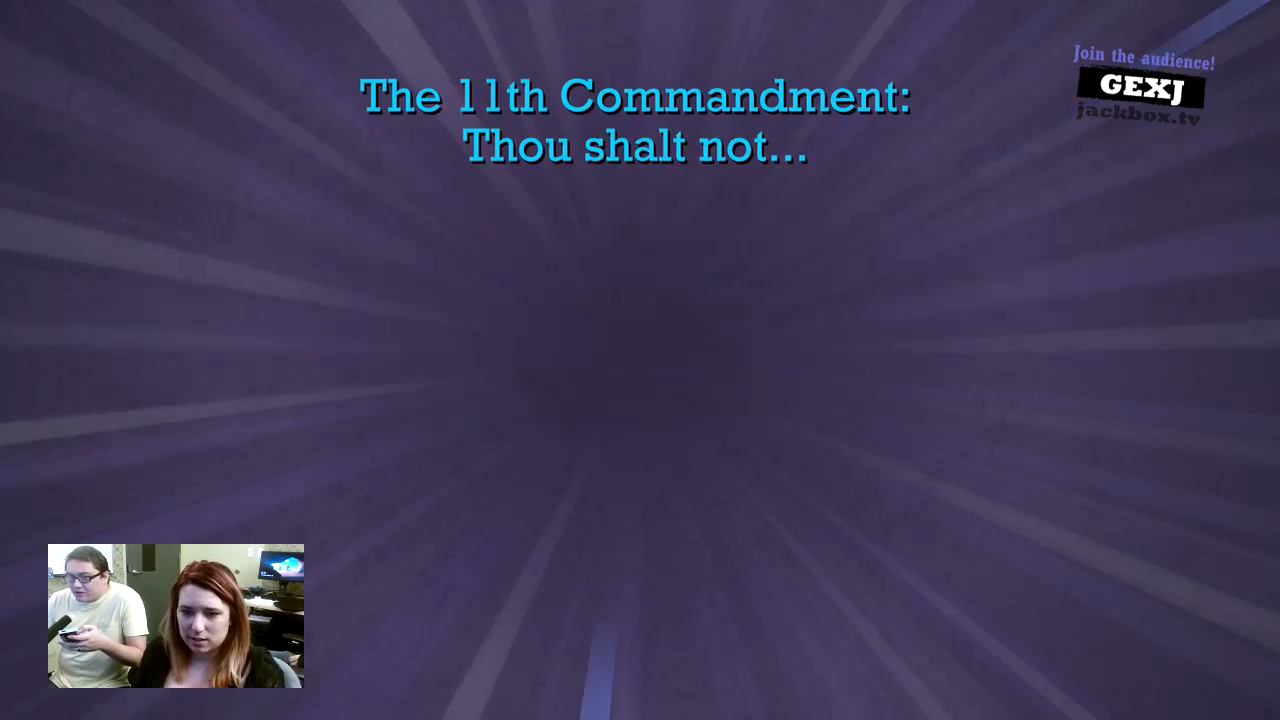 The 11th Commandment:
Thou shalt not...
Join the audience!
GEXJ
jackbox.tv